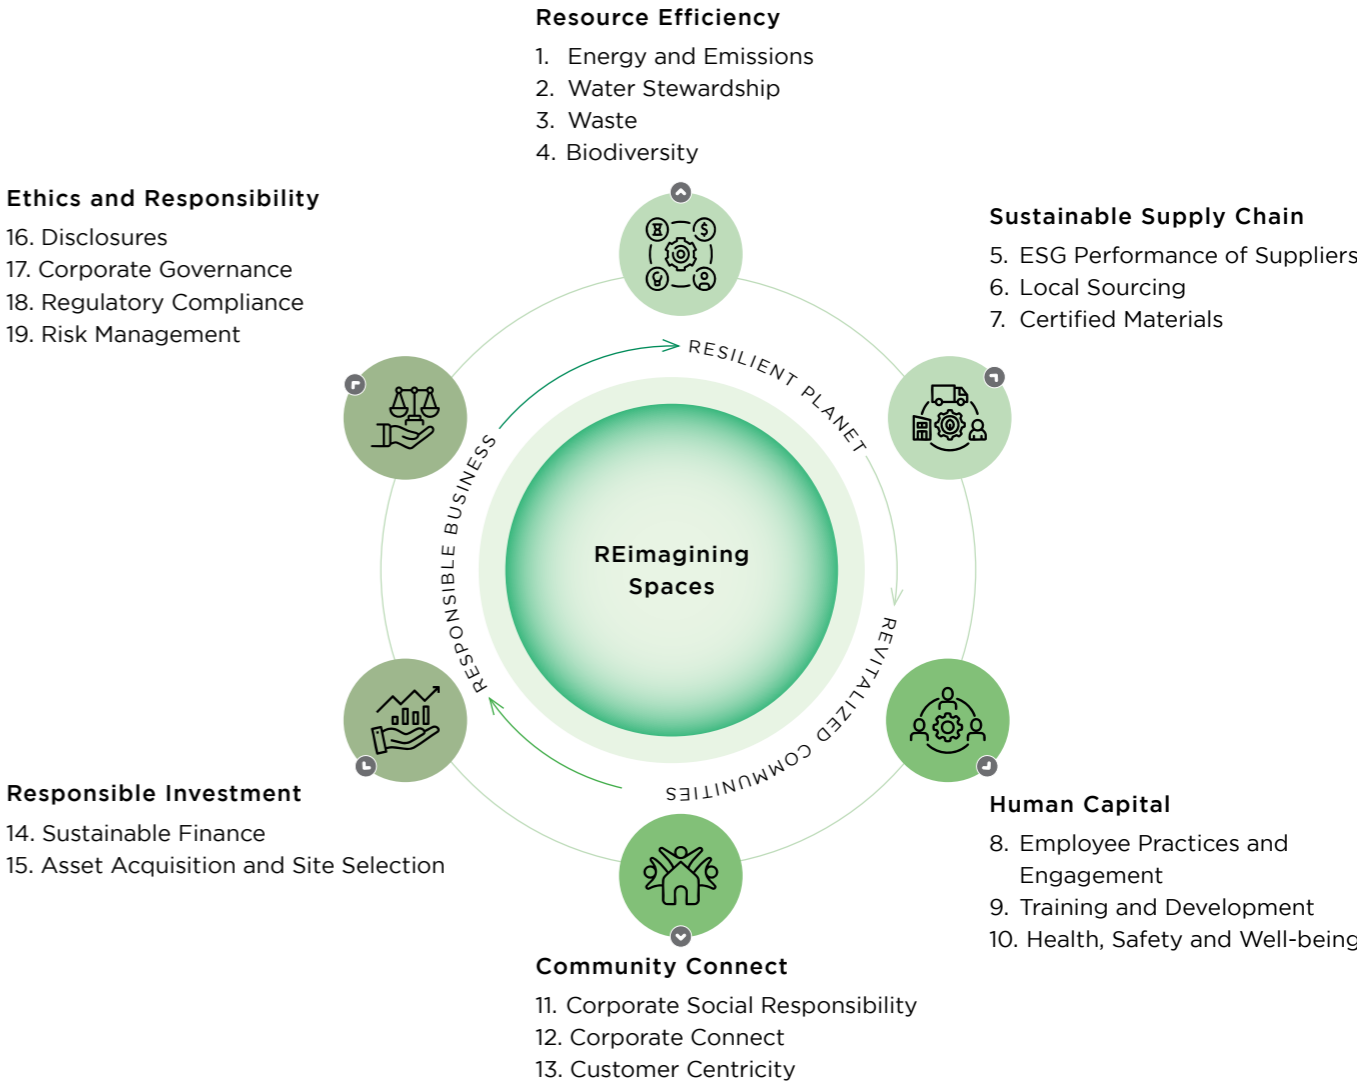 Resource Efficiency
1. Energy and Emissions
2. Water Stewardship
3. Waste
4. Biodiversity
Ethics and Responsibility
16. Disclosures
17. Corporate Governance
18. Regulatory Compliance
19. Risk Management
Sustainable Supply Chain
5. ESG Performance of Suppliers
6. Local Sourcing
7. Certified Materials
$
RESILIENT PLANET
RESPONSIBLE BUSINESS
REVITALIZED COMMUNITIES
REimagining
Spaces
Responsible Investment
14. Sustainable Finance
15. Asset Acquisition and Site Selection
Human Capital
8. Employee Practices and
Engagement
9. Training and Development
10. Health, Safety and Well-being
Community Connect
11. Corporate Social Responsibility
12. Corporate Connect
13. Customer Centricity